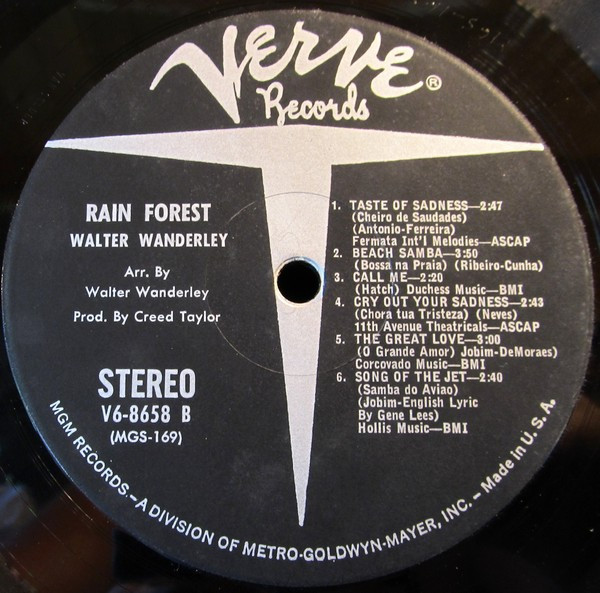 VERVE ®
Records
RAIN FOREST
WALTER WANDERLEY
Arr. By
Walter Wanderley
Prod. By Creed Taylor
STEREO
V6-8658 B
(MGS-169)
1. TASTE OF SADNESS—2:47
(Cheiro de Saudades)
(Antonio-Ferreira)
Fermata Int'l Melodies—ASCAP
2. BEACH SAMBA—3:50
(Bossa na Praia) (Ribeiro-Cunha)
3. CALL ME—2:20
(Hatch) Duchess Music—BMI
4. CRY OUT YOUR SADNESS—2:43
(Chora tua Tristeza) (Neves)
11th Avenue Theatricals—ASCAP
5. THE GREAT LOVE—3:00
(O Grande Amor) Jobim-DeMoraes)
Corcovado Music—BMI
6. SONG OF THE JET—2:40
(Samba do Aviao)
(Jobim-English Lyric
By Gene Lees)
Hollis Music—BMI
MGM RECORDS—A DIVISION OF METRO-GOLDWYN-MAYER, INC.—Made in U.S.A.